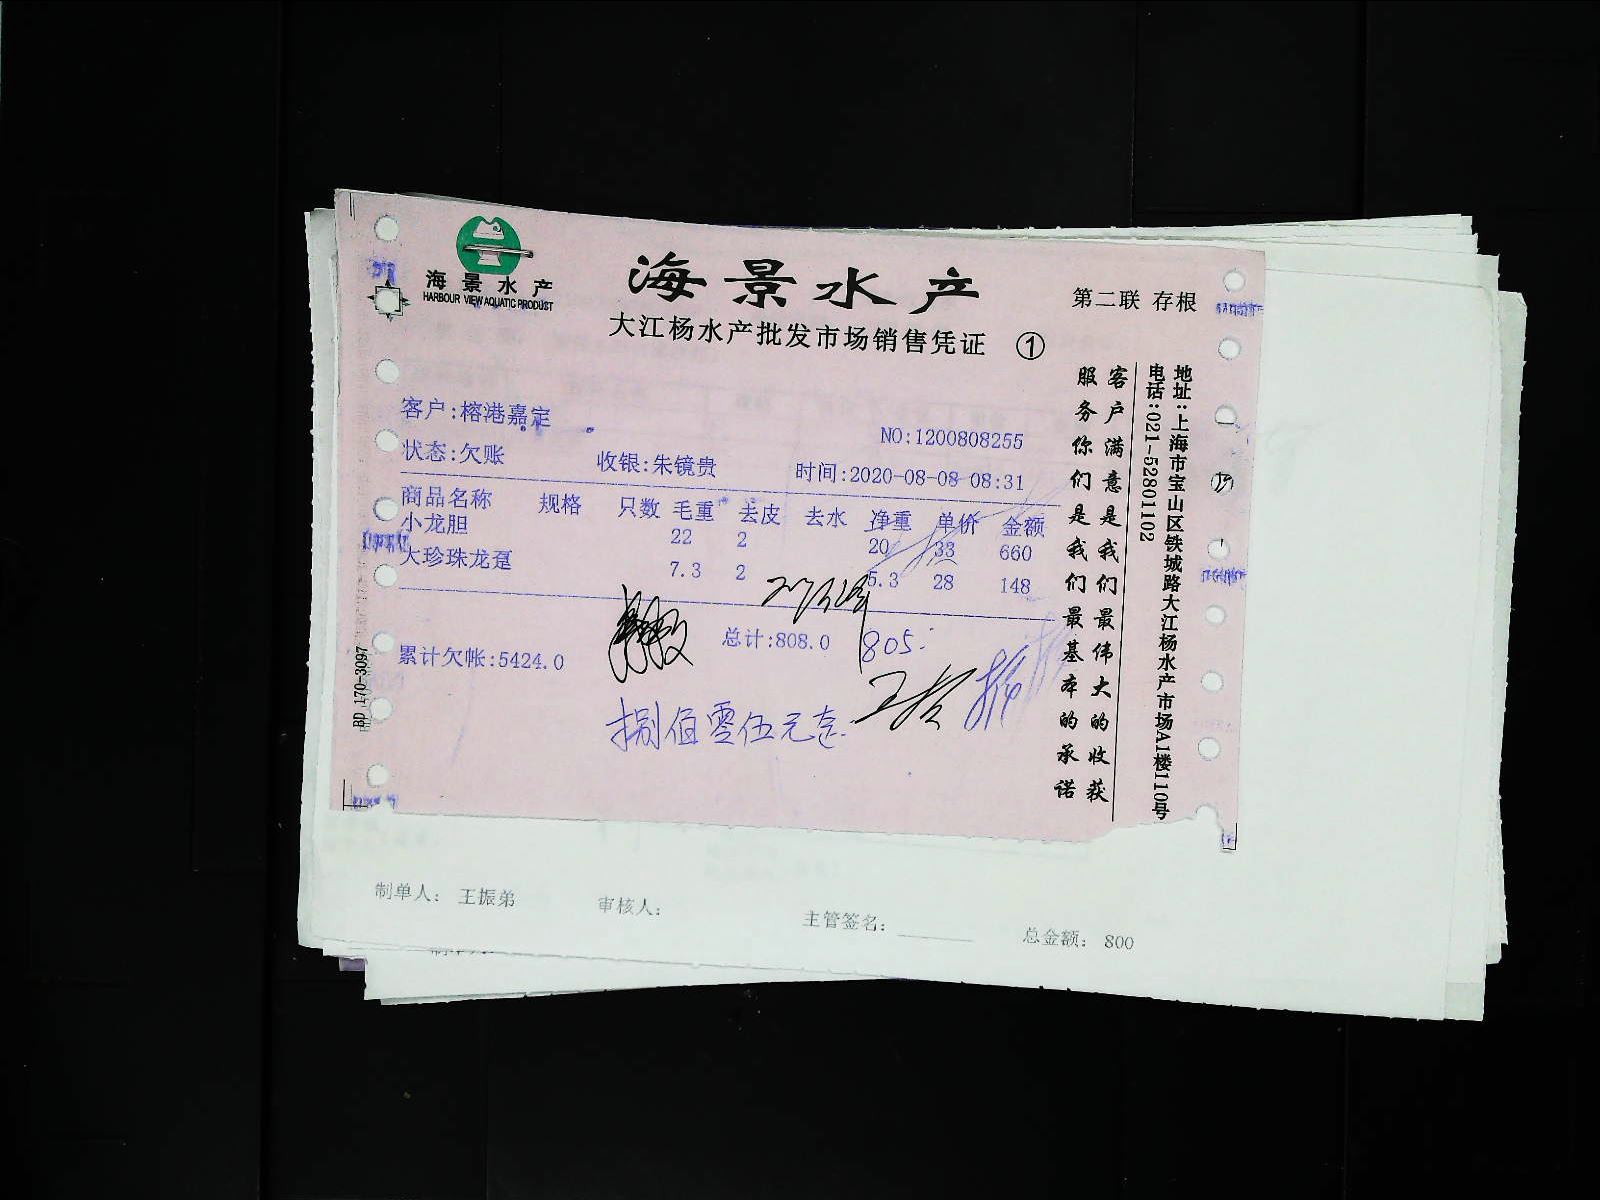 海景水产
HARBOUR VIEW AQUATIC PRODUCT
海景水产
第二联 存根
大江杨水产批发市场销售凭证 ①
客户:榕港嘉定
NO:1200808255
状态:欠账 收银:朱镜贵 时间:2020-08-08 08:31
商品名称 规格 只数 毛重 去皮 去水 净重 单价 金额
小龙胆 22 2 20 33 660
大珍珠龙趸 7.3 2 5.3 28 148
累计欠帐:5424.0 总计:808.0 805.
捌佰零伍元
客户满意是我们最伟大的收获
服务你们是我们最基本的承诺
地址:上海市宝山区铁城路大江杨水产市场A1楼110号
电话:021-52801102
BD 170-3097
制单人: 王振弟 审核人: 主管签名: 总金额: 800